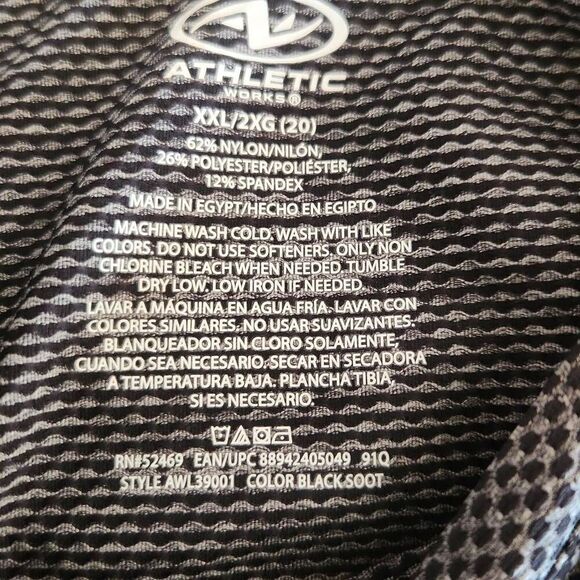 ATHLETIC
WORKS®
XXL/2XG (20)
62% NYLON/NILÓN,
26% POLYESTER/POLIÉSTER,
12% SPANDEX
MADE IN EGYPT/HECHO EN EGIPTO
MACHINE WASH COLD. WASH WITH LIKE
COLORS. DO NOT USE SOFTENERS. ONLY NON
CHLORINE BLEACH WHEN NEEDED. TUMBLE
DRY LOW. LOW IRON IF NEEDED.
LAVAR A MÁQUINA EN AGUA FRÍA. LAVAR CON
COLORES SIMILARES. NO USAR SUAVIZANTES.
BLANQUEADOR SIN CLORO SOLAMENTE,
CUANDO SEA NECESARIO. SECAR EN SECADORA
A TEMPERATURA BAJA. PLANCHA TIBIA,
SI ES NECESARIO.
RN#52469 EAN/UPC 88942405049 91Q
STYLE AWL39001 COLOR BLACK SOOT